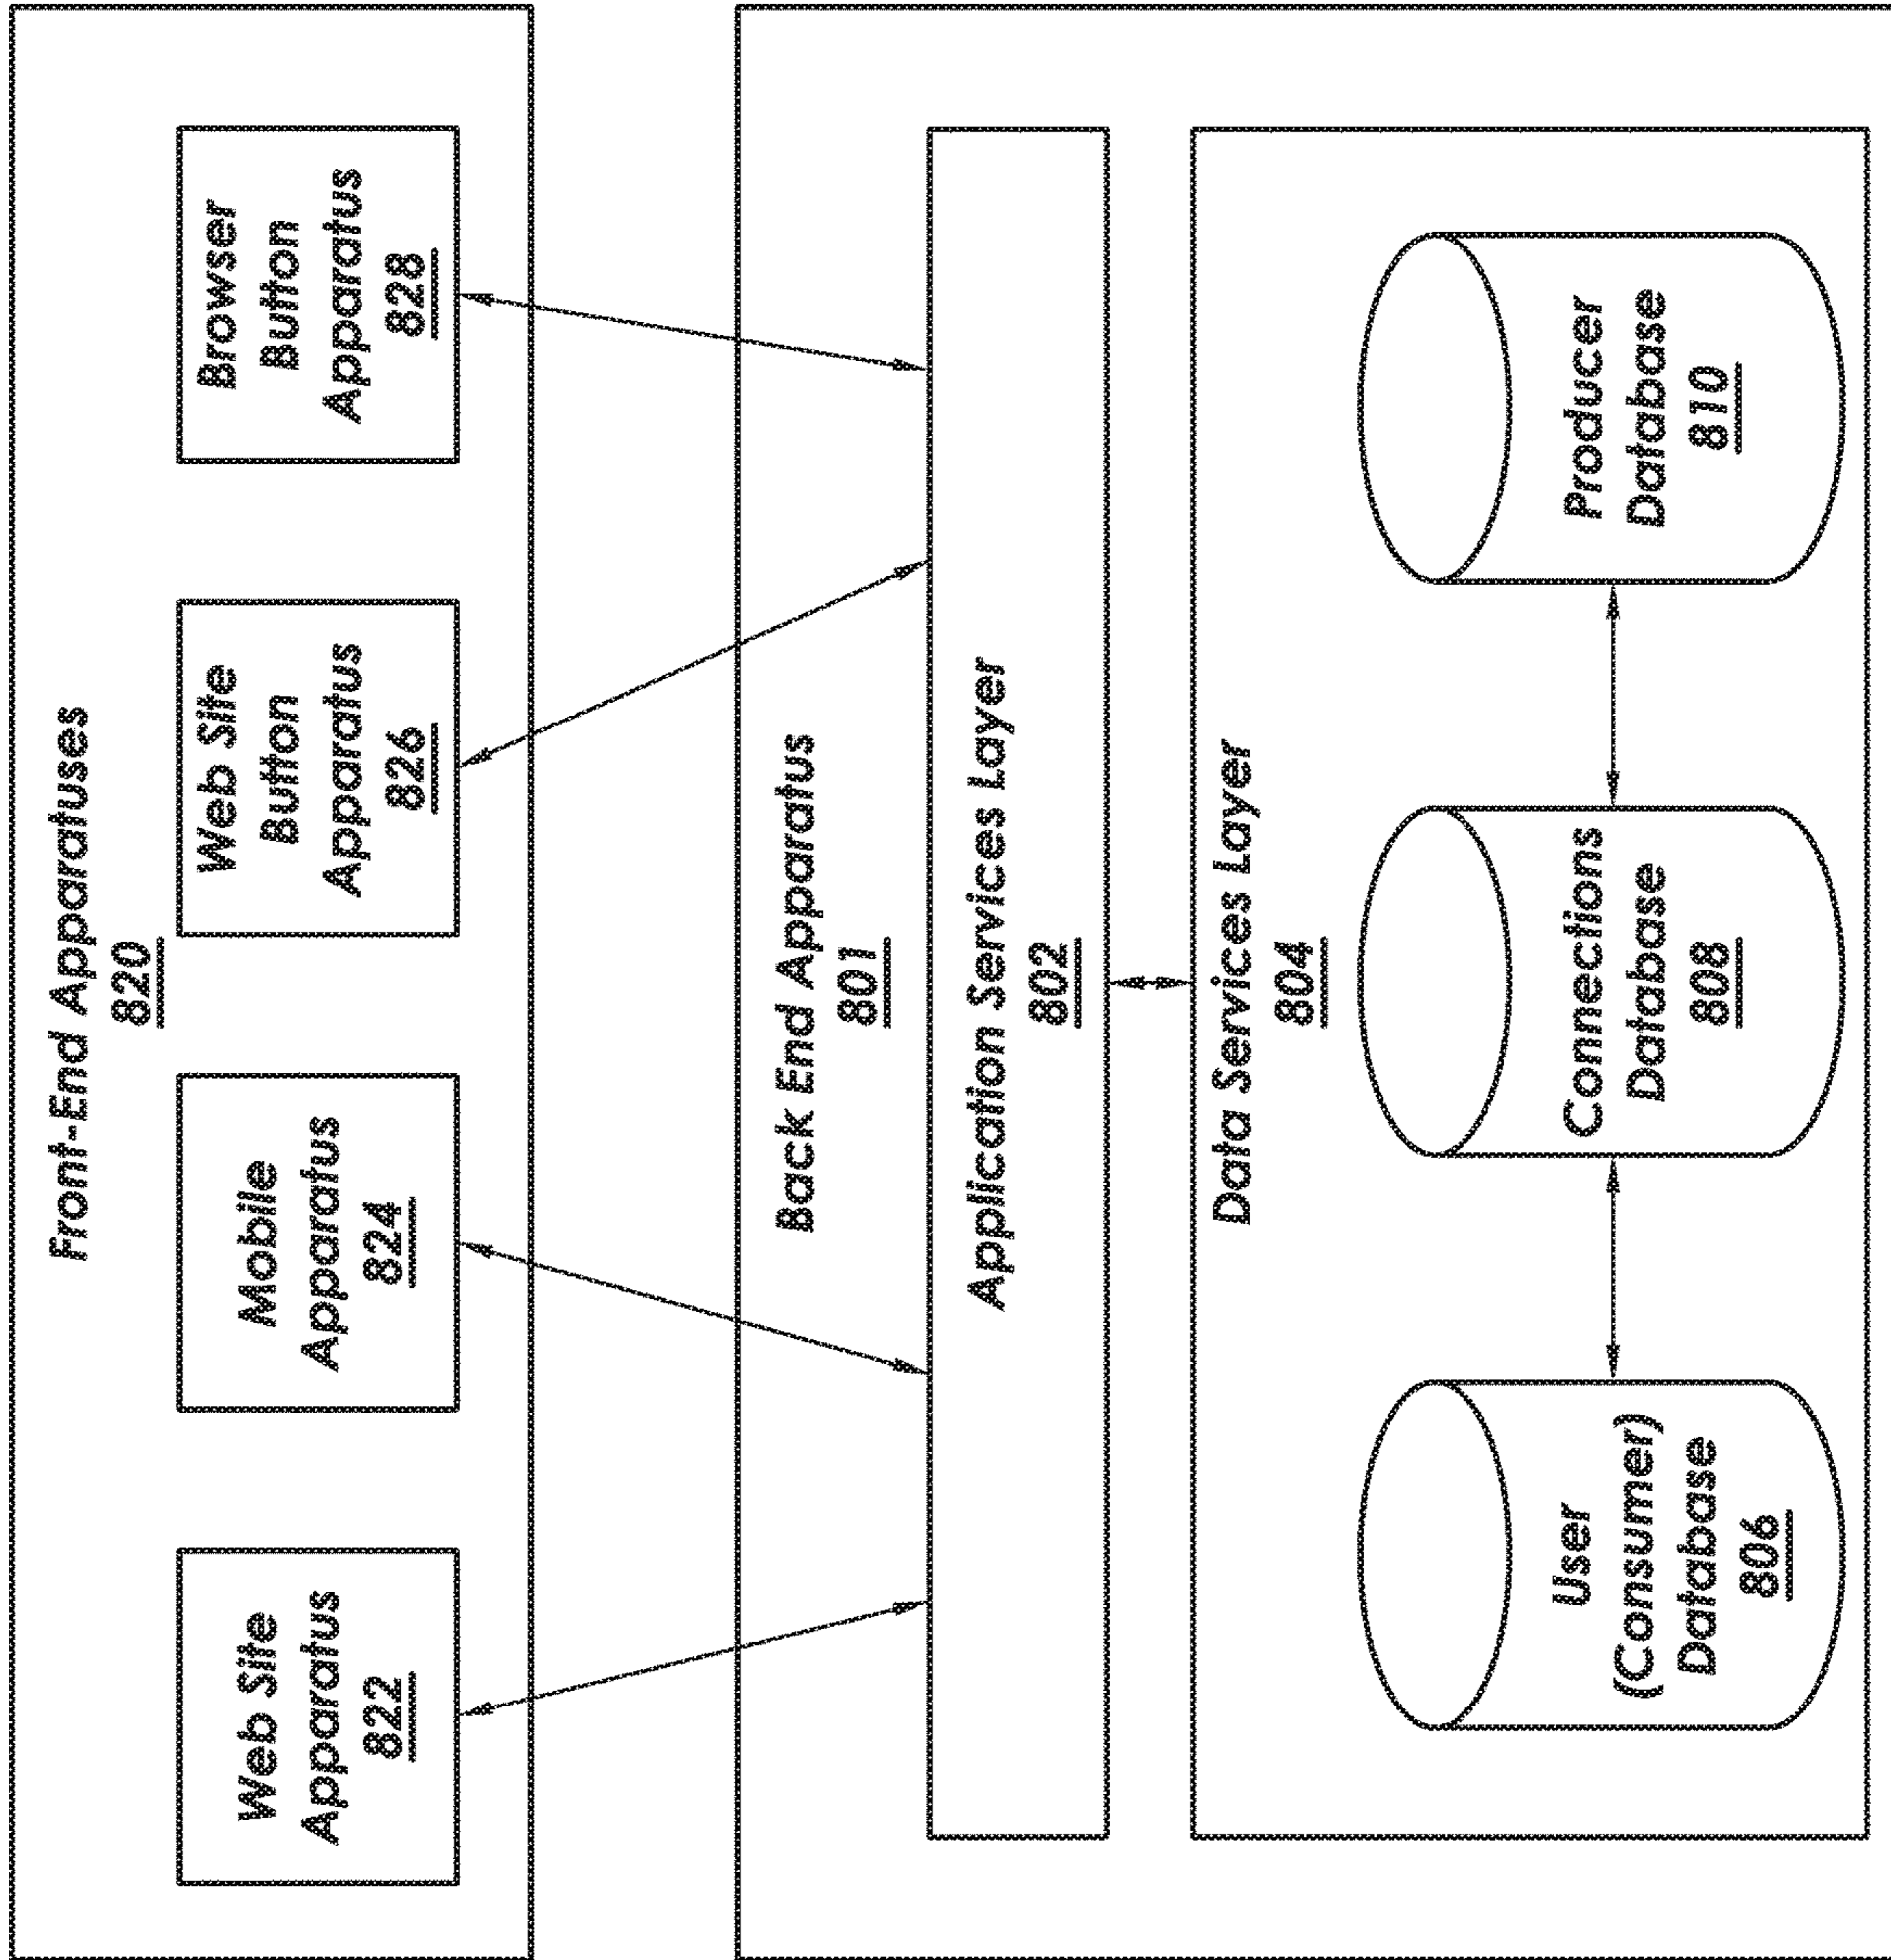 Front-End Apparatuses
820
Web Site
Apparatus
822
Mobile
Apparatus
824
Web Site
Button
Apparatus
826
Browser
Button
Apparatus
828
Back End Apparatus
801
Application Services Layer
802
Data Services Layer
804
User
(Consumer)
Database
806
Connections
Database
808
Producer
Database
810